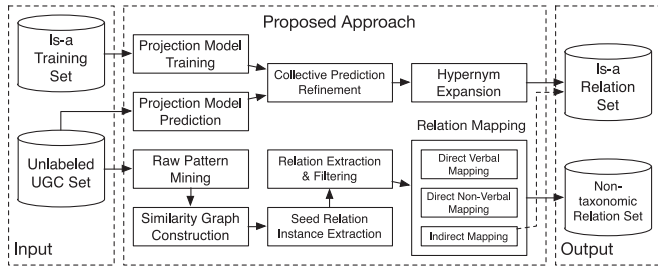 Proposed Approach
Is-a
Training
Set
Unlabeled
UGC Set
Input
Projection Model
Training
Projection Model
Prediction
Collective Prediction
Refinement
Hypernym
Expansion
Raw Pattern
Mining
Similarity Graph
Construction
Relation Extraction
& Filtering
Seed Relation
Instance Extraction
Relation Mapping
Direct Verbal
Mapping
Direct Non-Verbal
Mapping
Indirect Mapping
Is-a
Relation
Set
Non-
taxonomic
Relation Set
Output